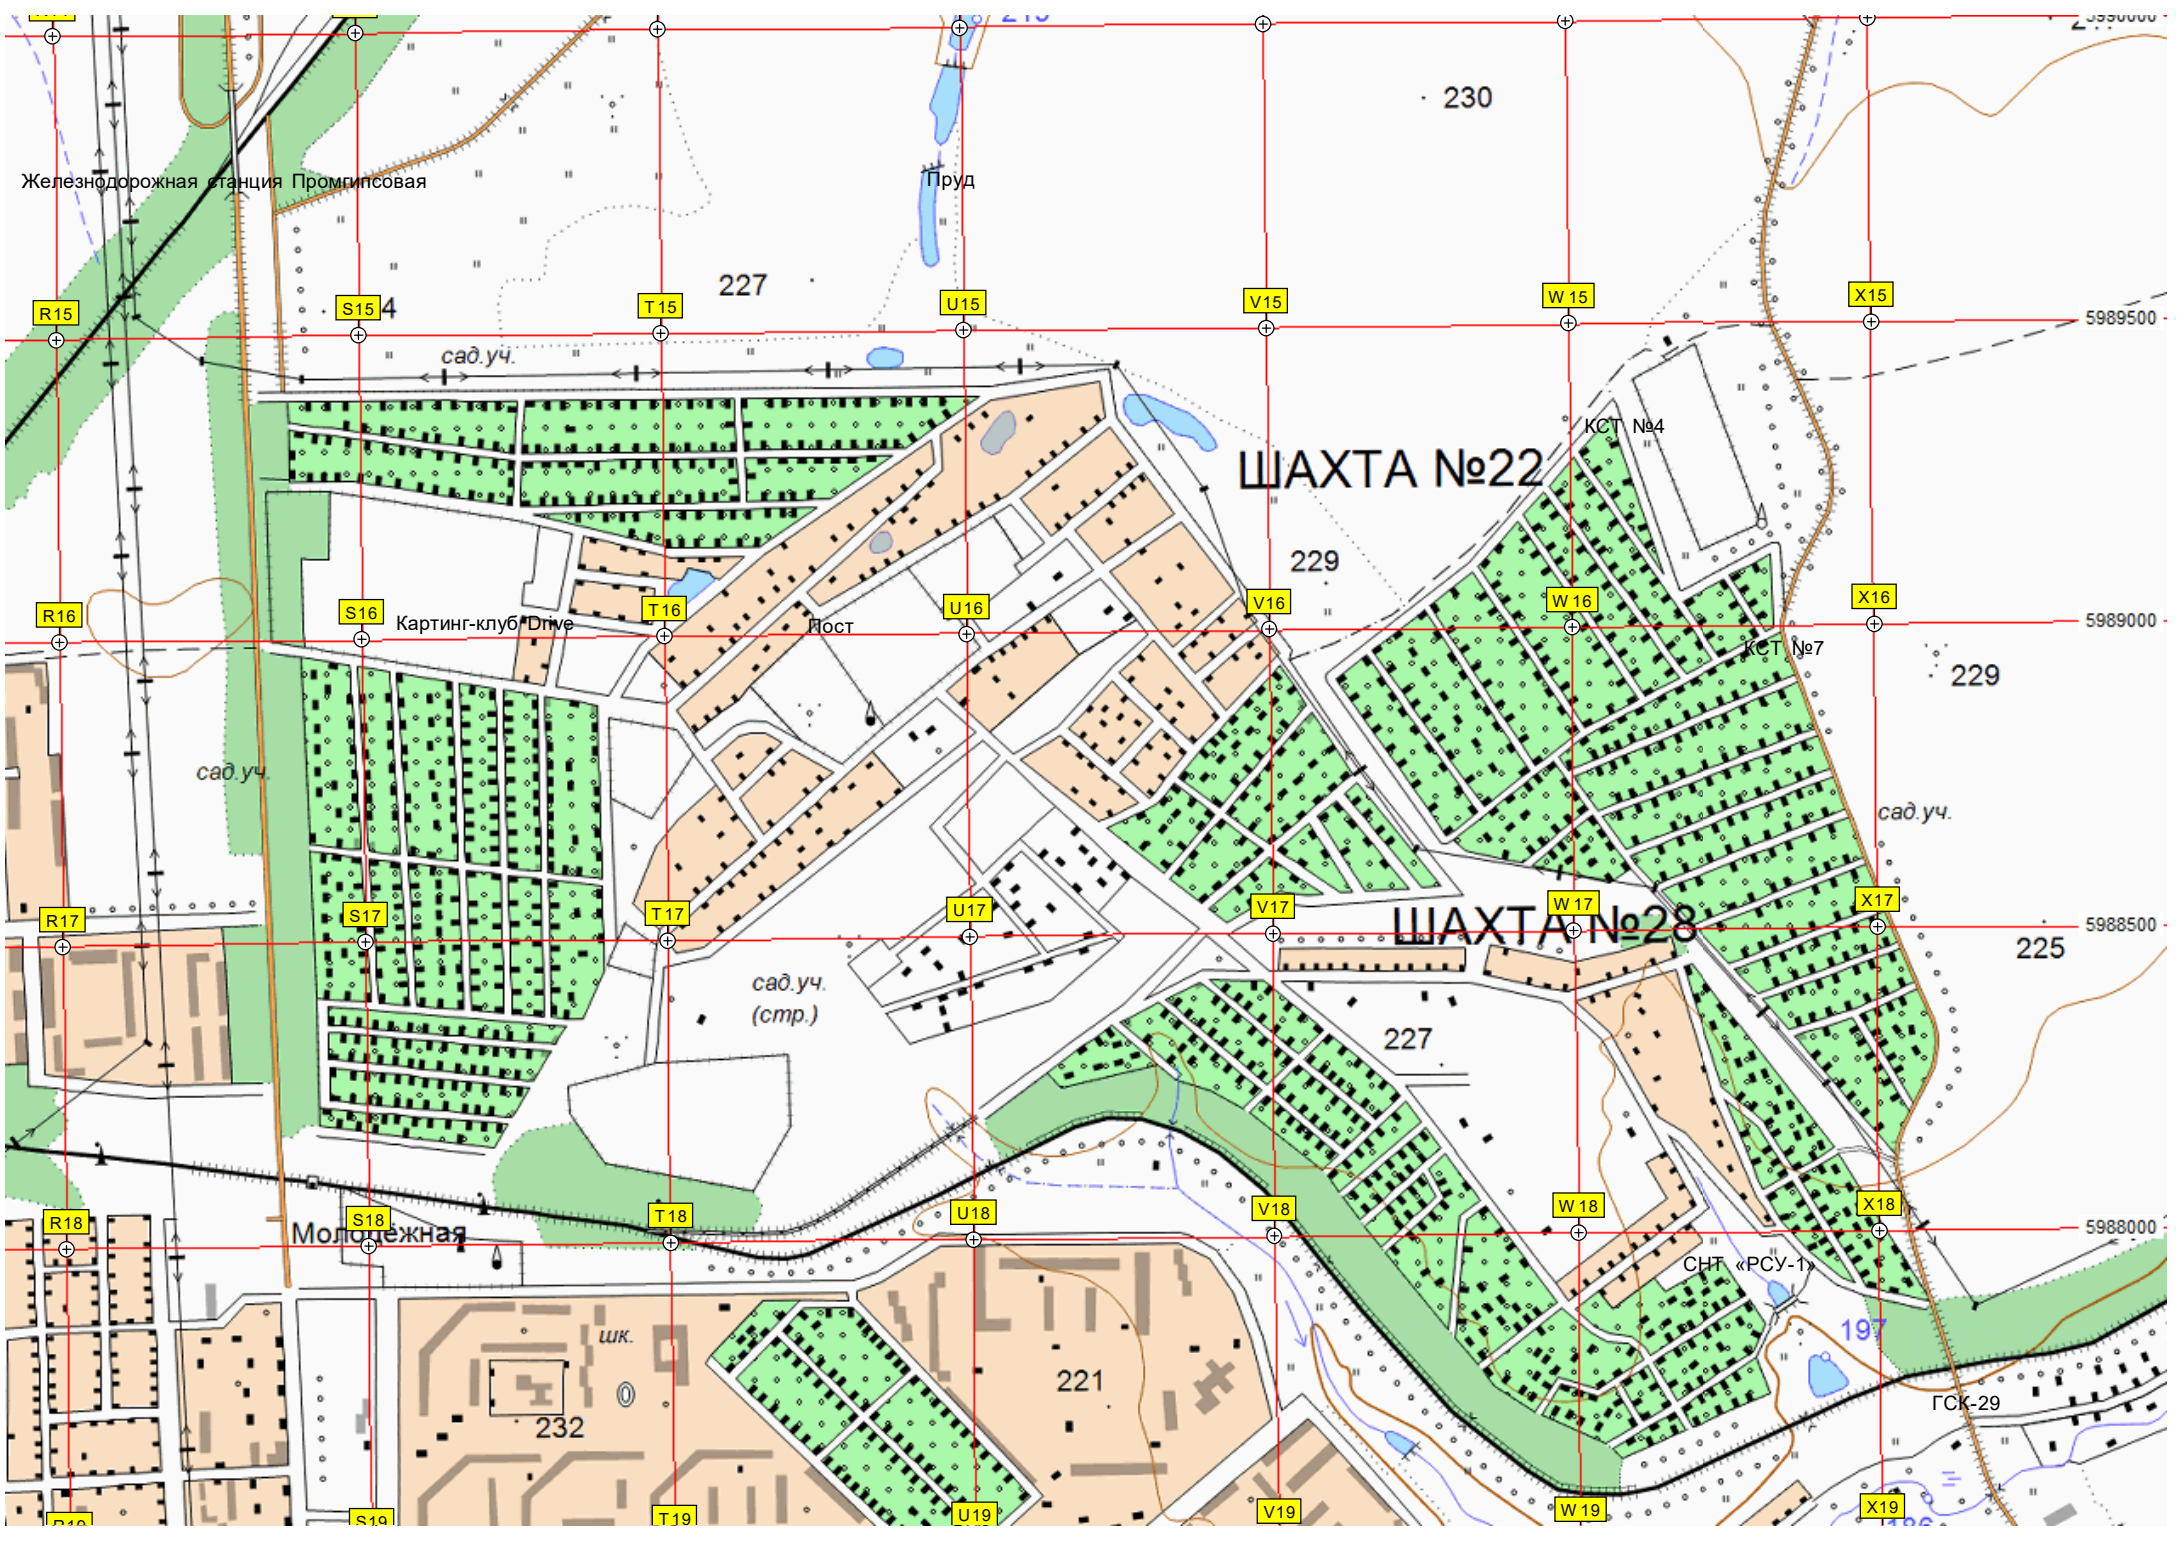 5990000
230
Железнодорожная станция Промгипсовая
Пруд
227
R15
S15
4
T15
U15
V15
W15
X15
5989500
сад.уч.
КСТ №4
ШАХТА №22
229
R16
S16
Картинг-клуб Drive
T16
Пост
U16
V16
W16
X16
5989000
КСТ №7
229
сад.уч.
сад.уч.
R17
S17
T17
U17
V17
ШАХТА №28
W17
X17
5988500
225
сад.уч.
(стр.)
227
R18
S18
Молодёжная
T18
U18
V18
W18
X18
5988000
СНТ «РСУ-1»
197
шк.
221
232
ГСК-29
R19
S19
T19
U19
V19
W19
X19
186